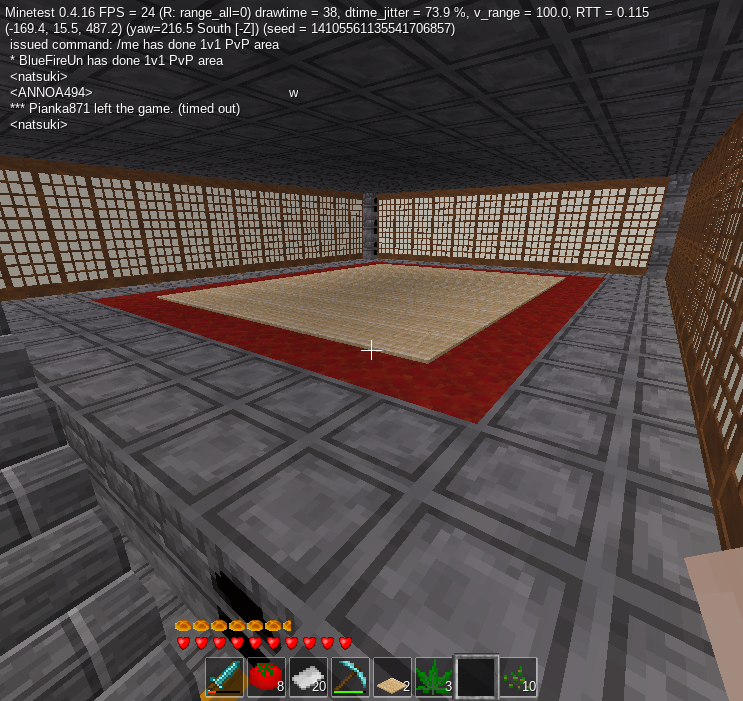 Minetest 0.4.16 FPS = 24 (R: range_all=0) drawtime = 38, dtime_jitter = 73.9 %, v_range = 100.0, RTT = 0.115
(-169.4, 15.5, 487.2) (yaw=216.5 South [-Z]) (seed = 14105561135541706857)
issued command: /me has done 1v1 PvP area
* BlueFireUn has done 1v1 PvP area
<natsuki>
<ANNOA494> w
*** Pianka871 left the game. (timed out)
<natsuki>
8 20 2 3 10